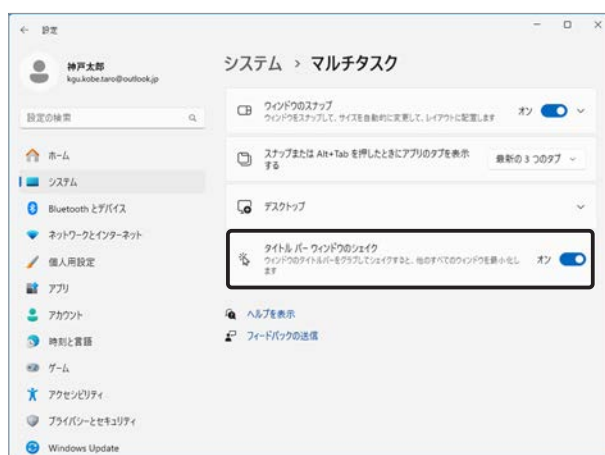 ← 設定
神戸太郎
kgu.kobe.taro@outlook.jp
設定の検索
ホーム
システム
Bluetooth とデバイス
ネットワークとインターネット
個人用設定
アプリ
アカウント
時刻と言語
ゲーム
アクセシビリティ
プライバシーとセキュリティ
Windows Update
システム › マルチタスク
ウィンドウのスナップ
ウィンドウをスナップして、サイズを自動的に変更して、レイアウトに配置します
オン
スナップまたは Alt+Tab を押したときにアプリのタブを表示
する
最新の 3 つのタブ
デスクトップ
タイトル バー ウィンドウのシェイク
ウィンドウのタイトルバーをグラブしてシェイクすると、他のすべてのウィンドウを最小化し
ます
オン
ヘルプを表示
フィードバックの送信